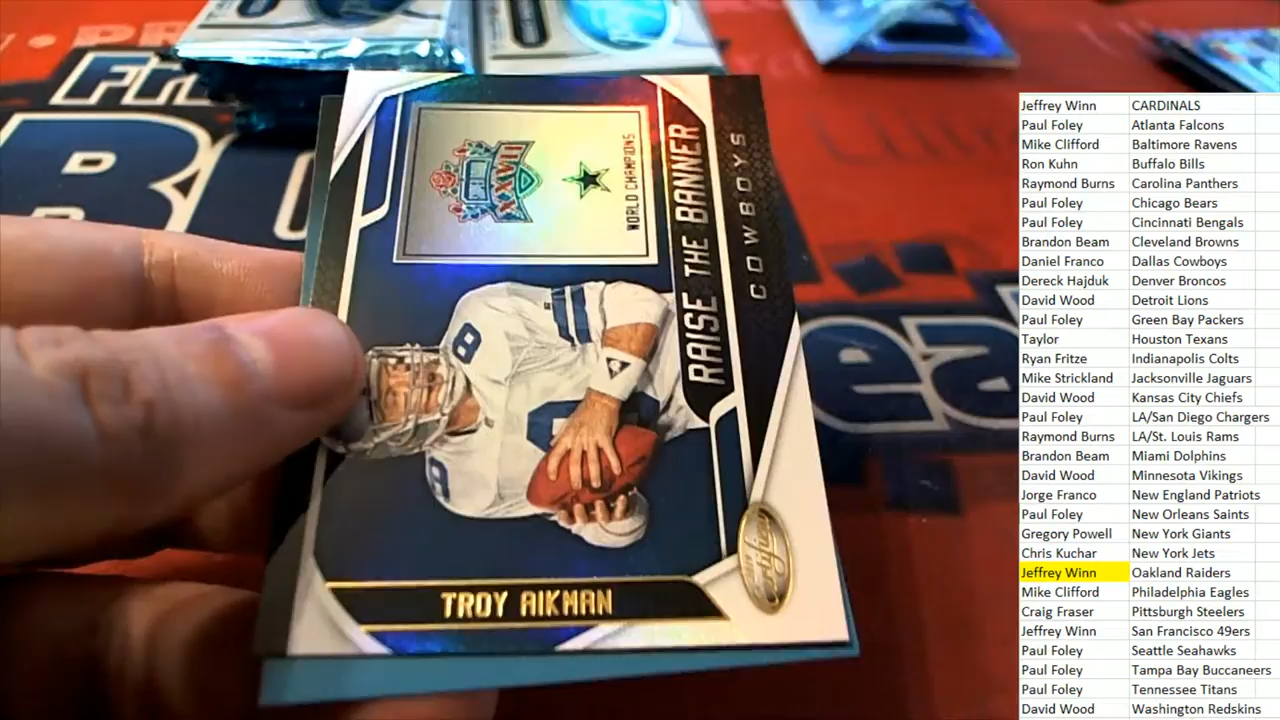 RAISE THE BANNER
COWBOYS
XXVII
WORLD CHAMPIONS
8
8
TROY AIKMAN
Certified
Jeffrey Winn CARDINALS
Paul Foley Atlanta Falcons
Mike Clifford Baltimore Ravens
Ron Kuhn Buffalo Bills
Raymond Burns Carolina Panthers
Paul Foley Chicago Bears
Paul Foley Cincinnati Bengals
Brandon Beam Cleveland Browns
Daniel Franco Dallas Cowboys
Dereck Hajduk Denver Broncos
David Wood Detroit Lions
Paul Foley Green Bay Packers
Taylor Houston Texans
Ryan Fritze Indianapolis Colts
Mike Strickland Jacksonville Jaguars
David Wood Kansas City Chiefs
Paul Foley LA/San Diego Chargers
Raymond Burns LA/St. Louis Rams
Brandon Beam Miami Dolphins
David Wood Minnesota Vikings
Jorge Franco New England Patriots
Paul Foley New Orleans Saints
Gregory Powell New York Giants
Chris Kuchar New York Jets
Jeffrey Winn Oakland Raiders
Mike Clifford Philadelphia Eagles
Craig Fraser Pittsburgh Steelers
Jeffrey Winn San Francisco 49ers
Paul Foley Seattle Seahawks
Paul Foley Tampa Bay Buccaneers
Paul Foley Tennessee Titans
David Wood Washington Redskins